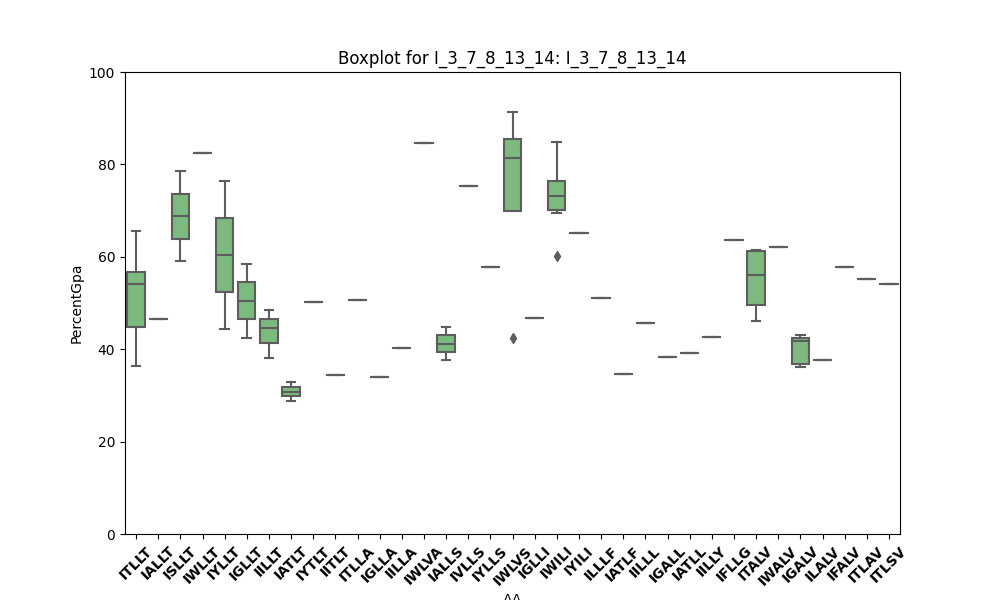 Boxplot for I_3_7_8_13_14: I_3_7_8_13_14
PercentGpa
100
80
60
40
20
0
ITLLT
IALLT
ISLLT
IWLLT
IYLLT
IGLLT
IILLT
IATLT
IYTLT
IITLT
ITLLA
IGLLA
IILLA
IWLVA
IALLS
IVLLS
IYLLS
IWLVS
IGLLI
IWILI
IYILI
ILLLF
IATLF
IILLL
IGALL
IATLL
IILLY
IFLLG
ITALV
IWALV
IGALV
ILALV
IFALV
ITLAV
ITLSV